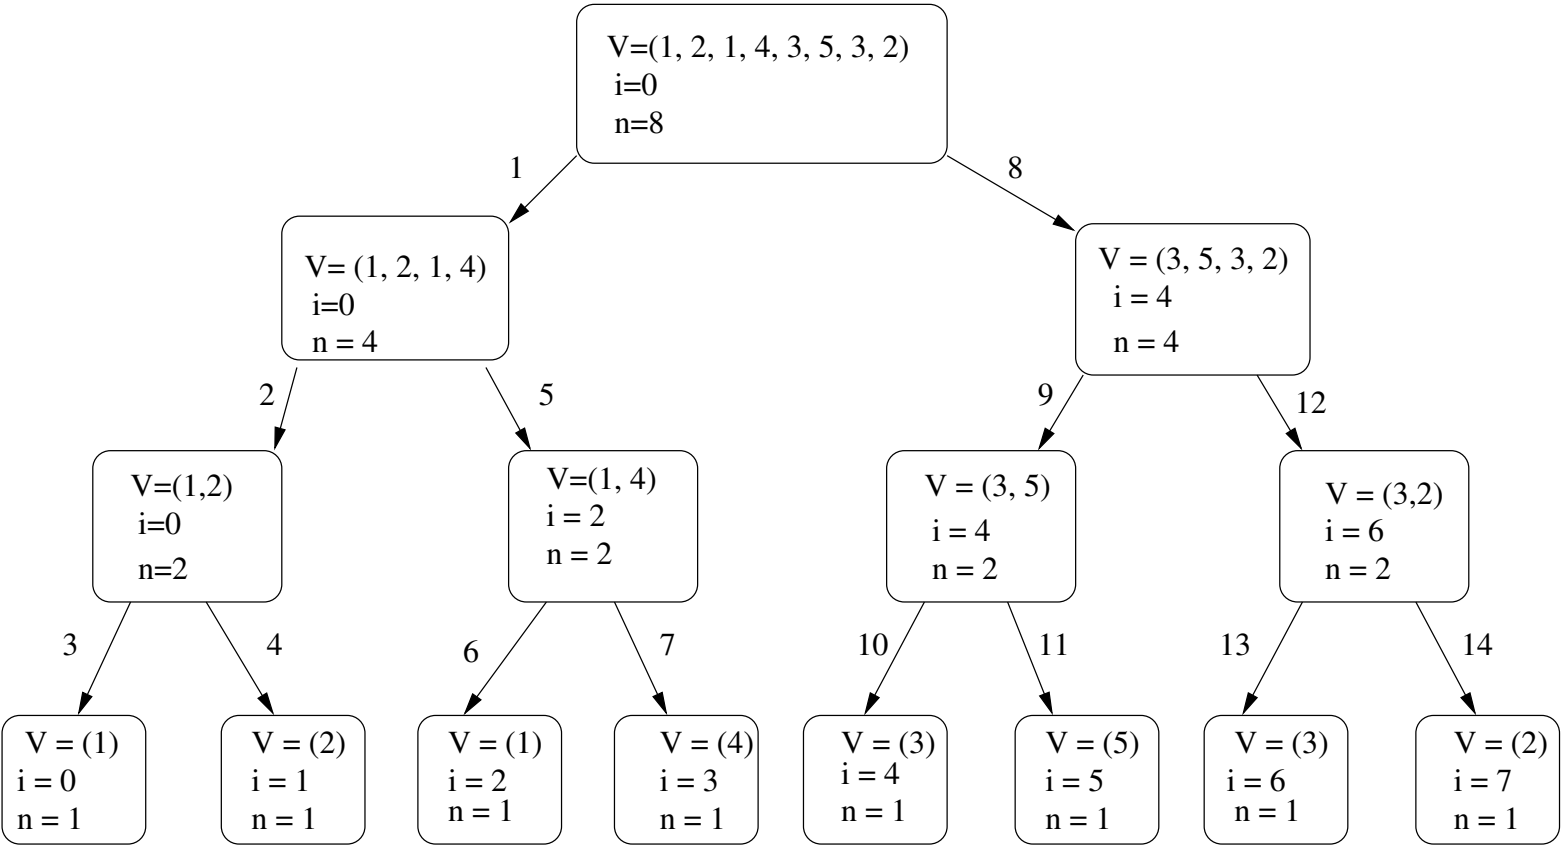 V=(1, 2, 1, 4, 3, 5, 3, 2)
i=0
n=8
1
8
V= (1, 2, 1, 4)
i=0
n = 4
V = (3, 5, 3, 2)
i = 4
n = 4
2
5
9
12
V=(1,2)
i=0
n=2
V=(1, 4)
i = 2
n = 2
V = (3, 5)
i = 4
n = 2
V = (3,2)
i = 6
n = 2
3
4
6
7
10
11
13
14
V = (1)
i = 0
n = 1
V = (2)
i = 1
n = 1
V = (1)
i = 2
n = 1
V = (4)
i = 3
n = 1
V = (3)
i = 4
n = 1
V = (5)
i = 5
n = 1
V = (3)
i = 6
n = 1
V = (2)
i = 7
n = 1